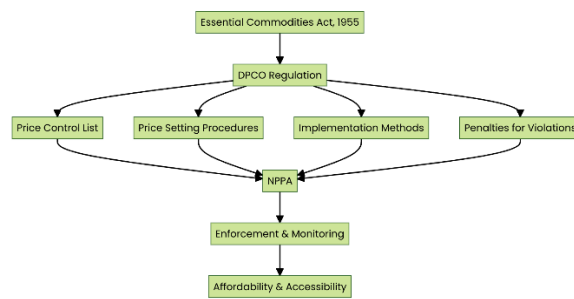 Essential Commodities Act, 1955
DPCO Regulation
Price Control List
Price Setting Procedures
Implementation Methods
Penalties for Violations
NPPA
Enforcement & Monitoring
Affordability & Accessibility